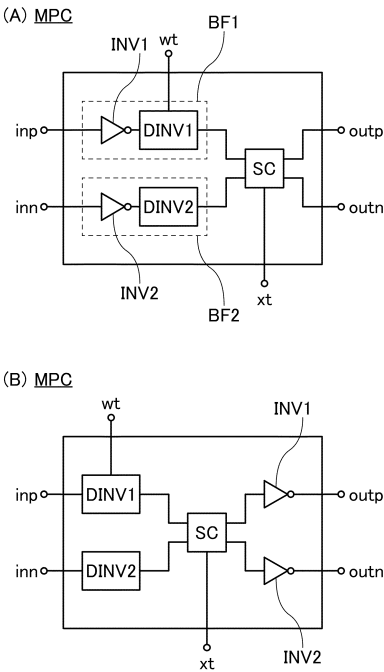 (A) MPC
BF1
INV1 wt
inp DINV1 outp
SC
inn DINV2 outn
INV2 xt
BF2
(B) MPC
wt INV1
inp DINV1 outp
SC
inn DINV2 outn
INV2
xt